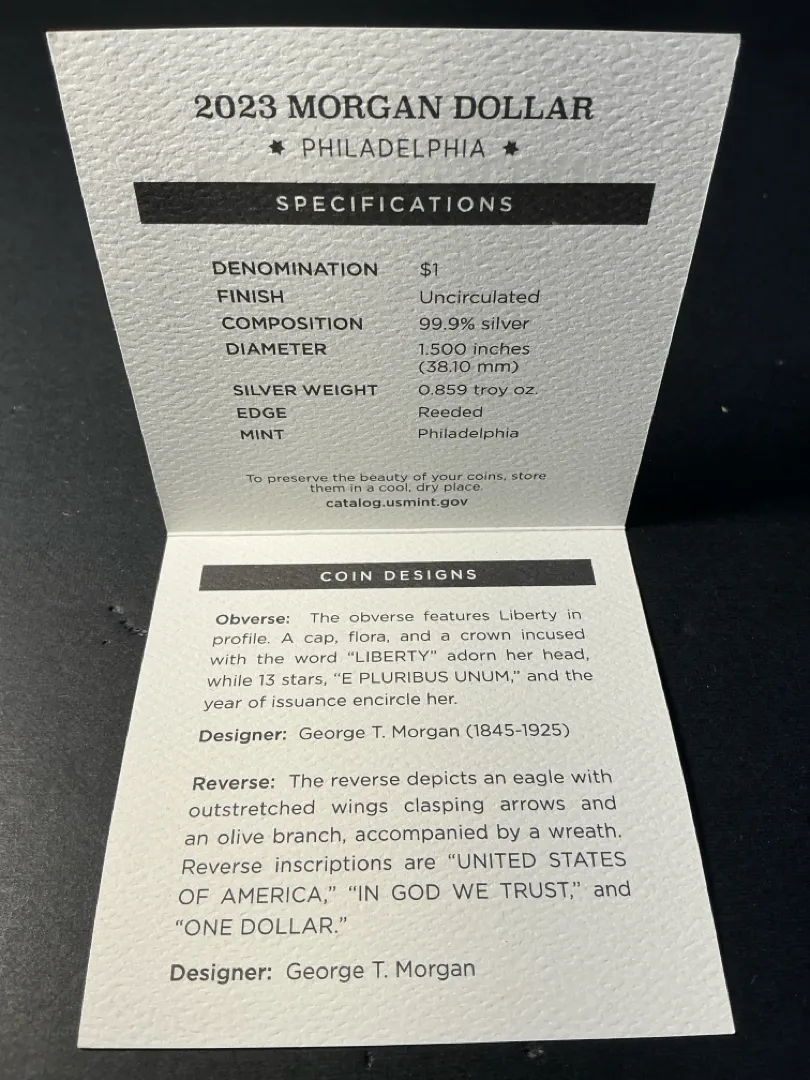 2023 MORGAN DOLLAR
★ PHILADELPHIA ★
SPECIFICATIONS
DENOMINATION $1
FINISH Uncirculated
COMPOSITION 99.9% silver
DIAMETER 1.500 inches
(38.10 mm)
SILVER WEIGHT 0.859 troy oz.
EDGE Reeded
MINT Philadelphia
To preserve the beauty of your coins, store
them in a cool, dry place.
catalog.usmint.gov
COIN DESIGNS
Obverse: The obverse features Liberty in
profile. A cap, flora, and a crown incused
with the word “LIBERTY” adorn her head,
while 13 stars, “E PLURIBUS UNUM,” and the
year of issuance encircle her.
Designer: George T. Morgan (1845-1925)
Reverse: The reverse depicts an eagle with
outstretched wings clasping arrows and
an olive branch, accompanied by a wreath.
Reverse inscriptions are “UNITED STATES
OF AMERICA,” “IN GOD WE TRUST,” and
“ONE DOLLAR.”
Designer: George T. Morgan